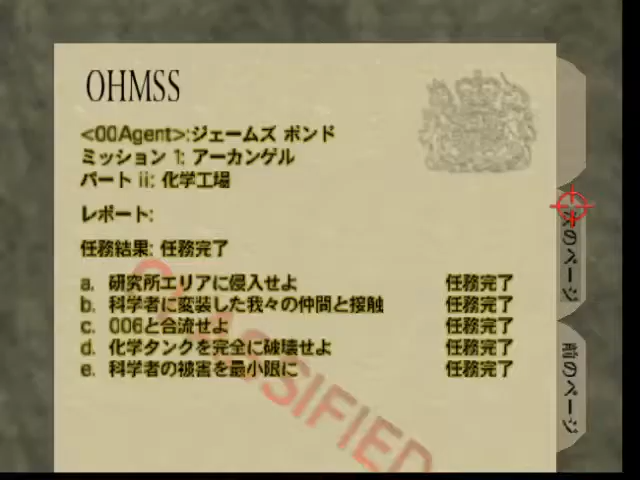 OHMSS
<00Agent>:ジェームズ ボンド
ミッション 1: アーカンゲル
パート ii: 化学工場
レポート:
任務結果: 任務完了
a. 研究所エリアに侵入せよ 任務完了
b. 科学者に変装した我々の仲間と接触 任務完了
c. 006と合流せよ 任務完了
d. 化学タンクを完全に破壊せよ 任務完了
e. 科学者の被害を最小限に 任務完了
CLASSIFIED
次のページ
前のページ